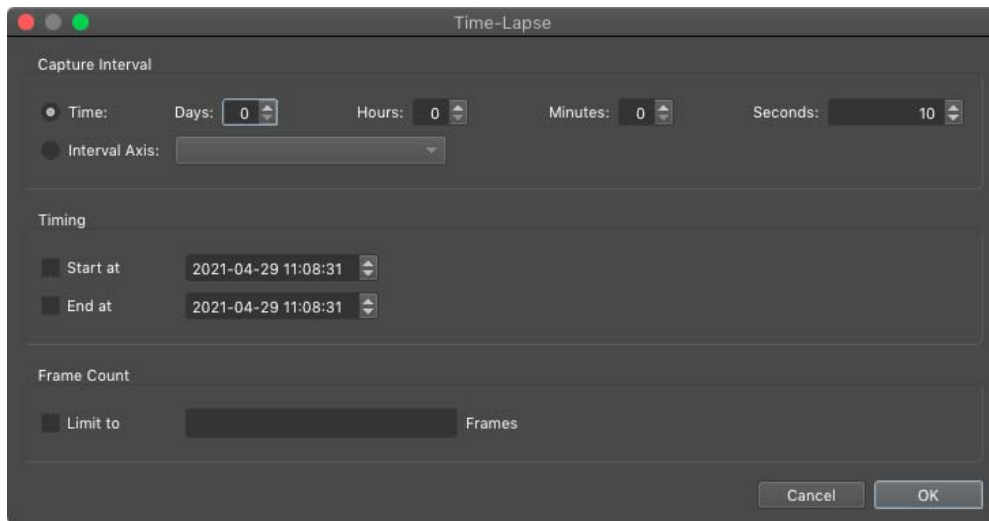 Time-Lapse
Capture Interval
Time: Days: 0 Hours: 0 Minutes: 0 Seconds: 10
Interval Axis:
Timing
Start at 2021-04-29 11:08:31
End at 2021-04-29 11:08:31
Frame Count
Limit to Frames
Cancel OK